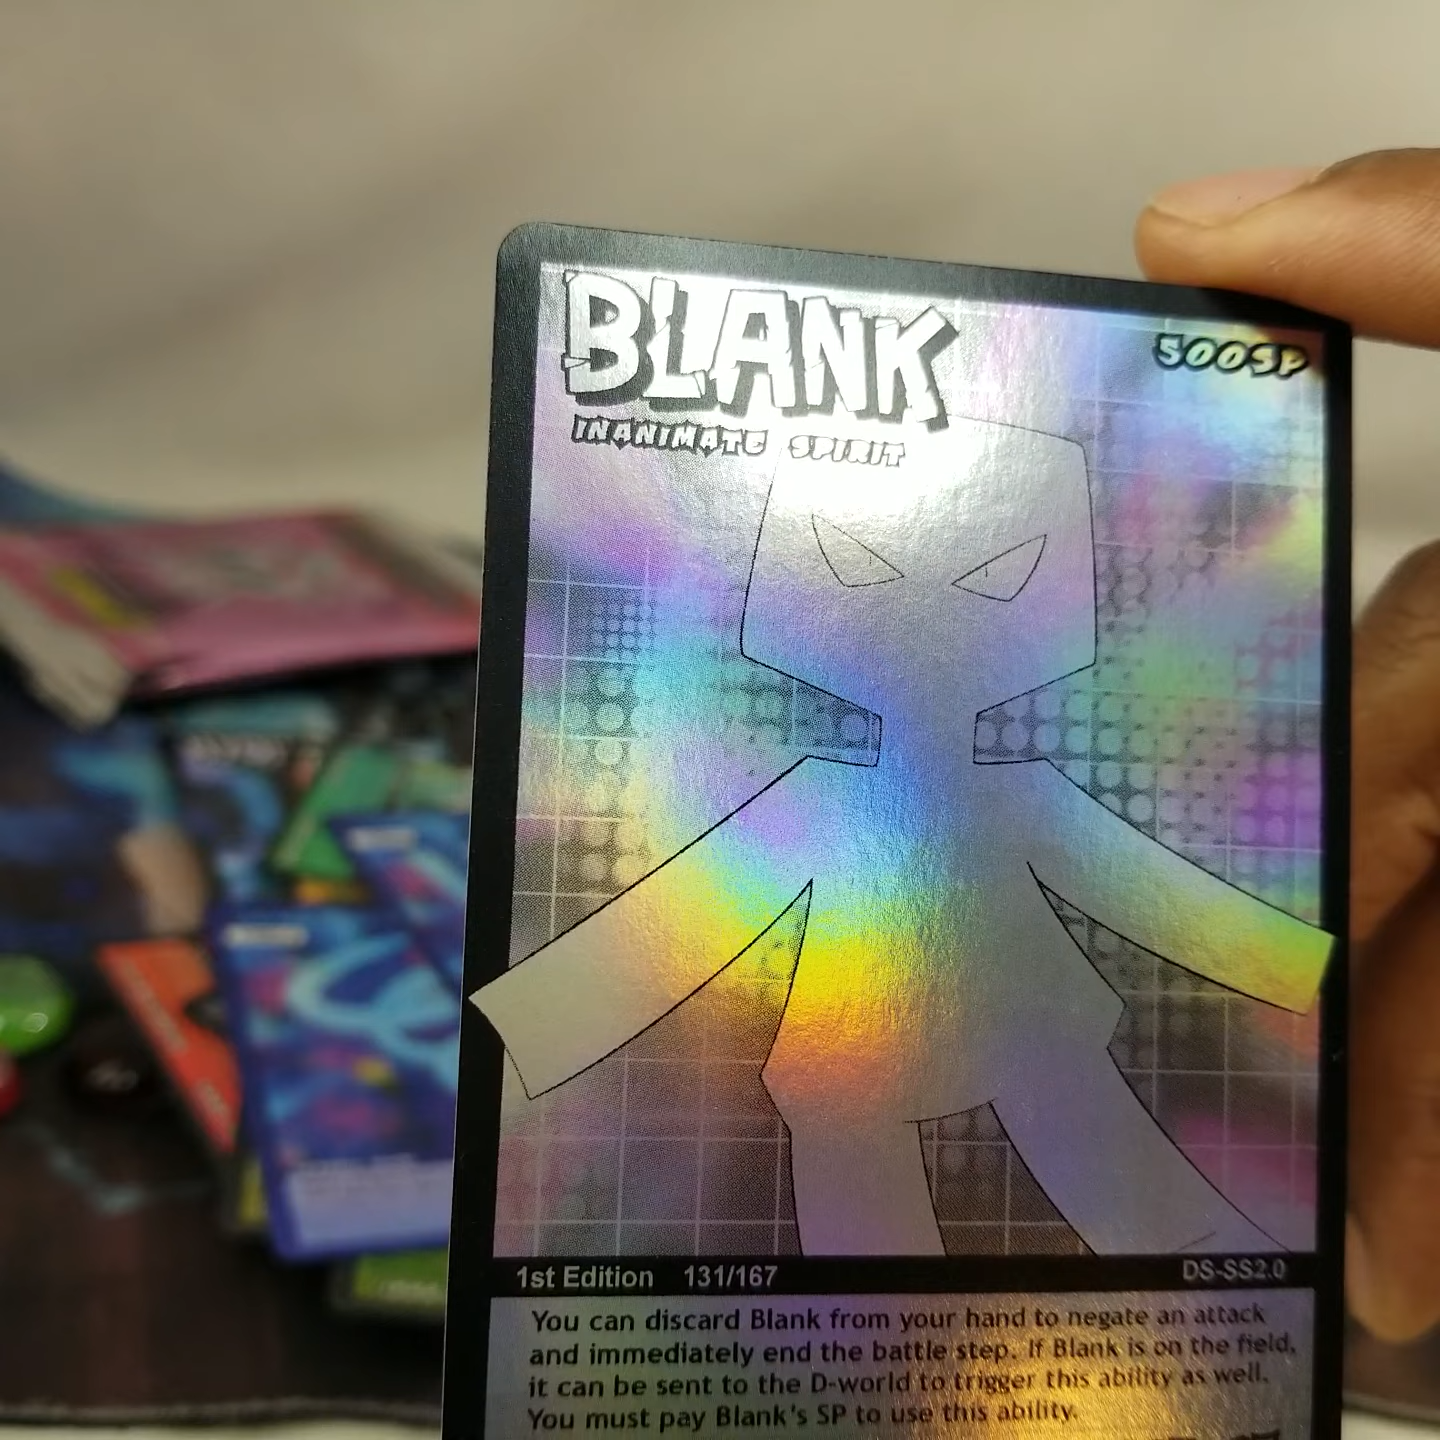 BLANK
500SP
INANIMATE SPIRIT
1st Edition 131/167 DS-SS2.0
You can discard Blank from your hand to negate an attack
and immediately end the battle step. If Blank is on the field,
it can be sent to the D-world to trigger this ability as well.
You must pay Blank's SP to use this ability.